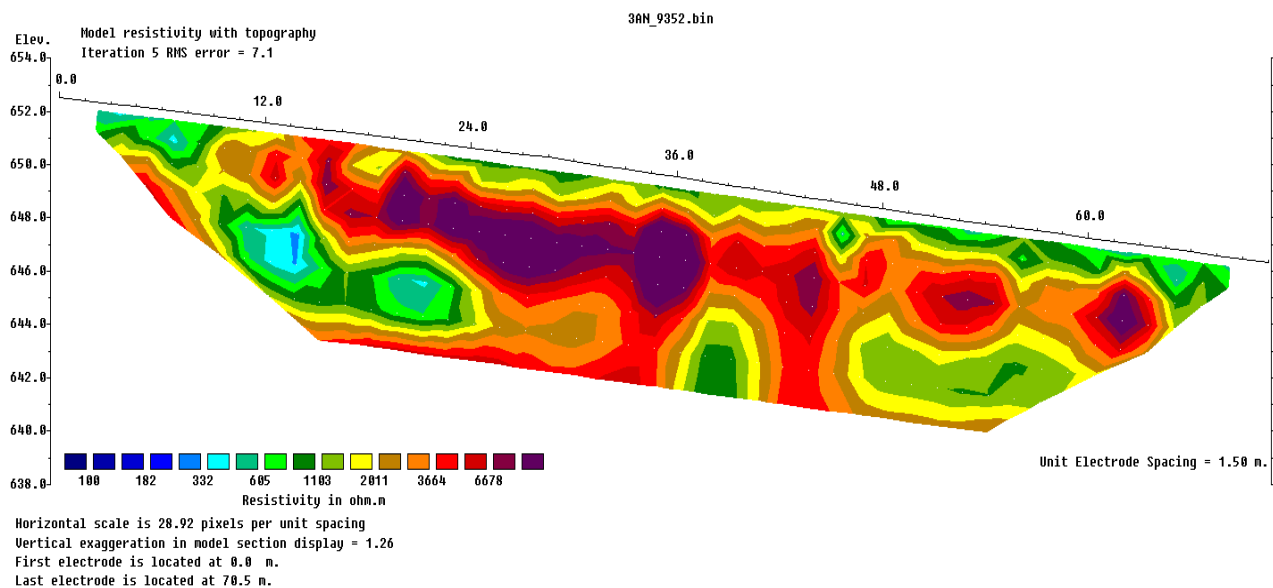 3AN_9352.bin
Model resistivity with topography
Elev.
Iteration 5 RMS error = 7.1
654.0
0.0
12.0
24.0
36.0
48.0
60.0
652.0
650.0
648.0
646.0
644.0
642.0
640.0
638.0
100 182 332 605 1103 2011 3664 6678
Unit Electrode Spacing = 1.50 m.
Resistivity in ohm.m
Horizontal scale is 28.92 pixels per unit spacing
Vertical exaggeration in model section display = 1.26
First electrode is located at 0.0 m.
Last electrode is located at 70.5 m.